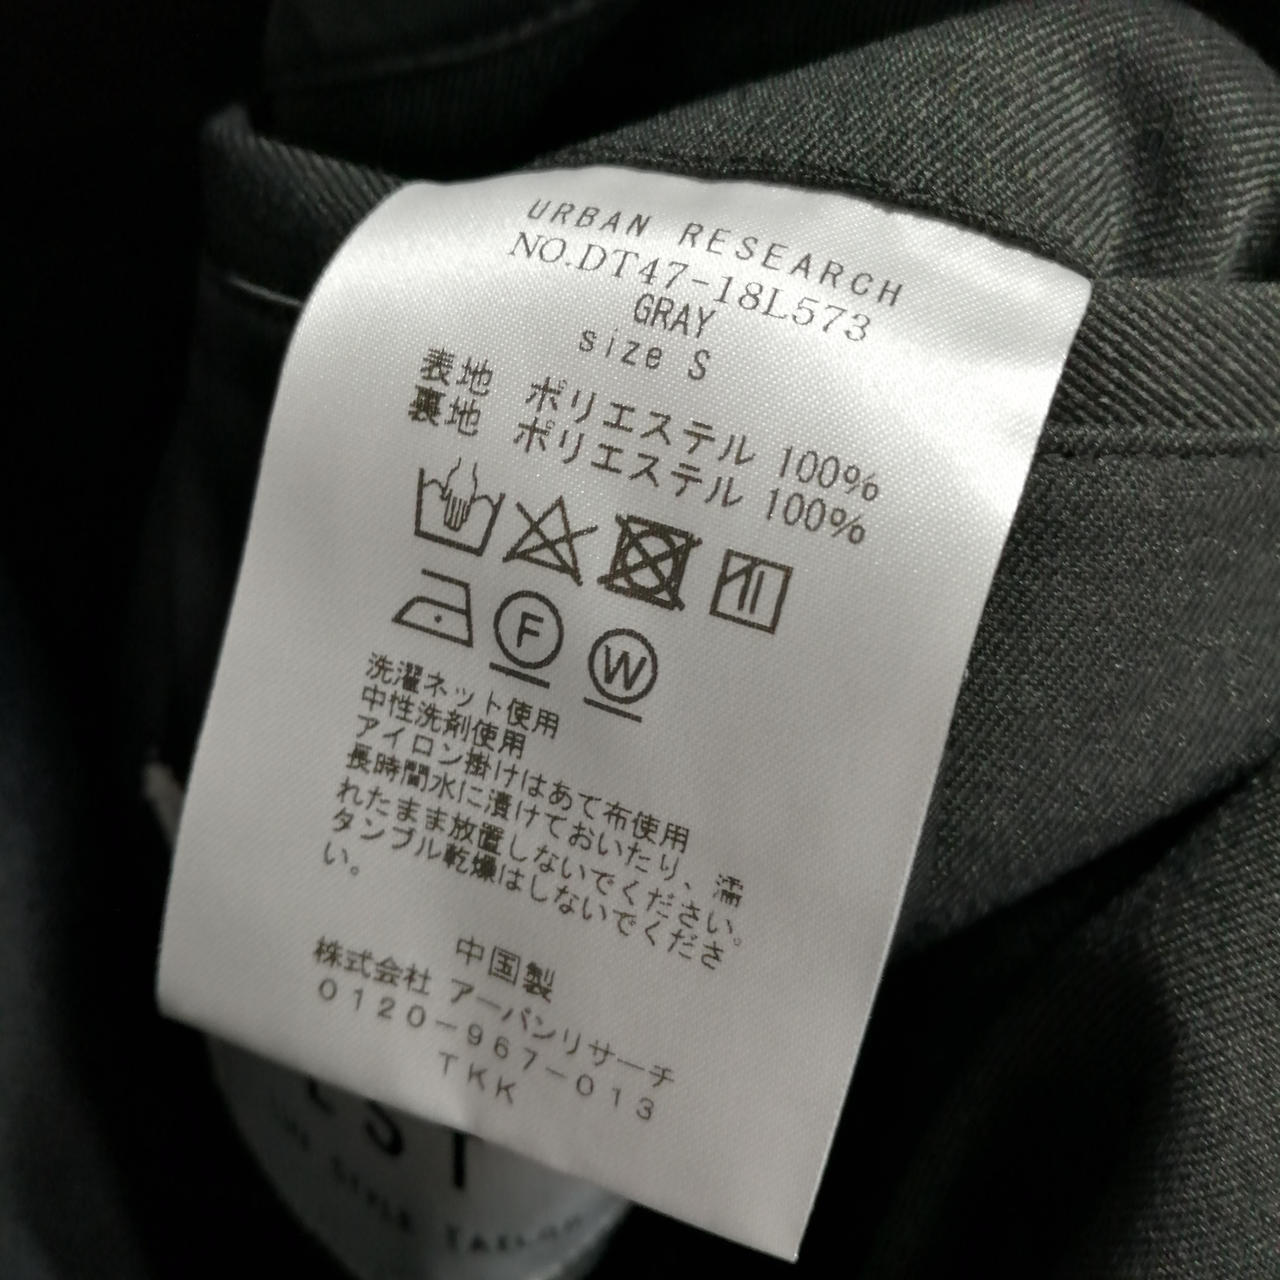 URBAN RESEARCH
NO.DT47-18L573
GRAY
size S
表地 ポリエステル 100%
裏地 ポリエステル 100%
F
W
洗濯ネット使用
中性洗剤使用
アイロン掛けはあて布使用
長時間水に漬けておいたり、濡
れたまま放置しないでください。
タンブル乾燥はしないでくださ
い。
中国製
株式会社 アーバンリサーチ
0120-967-013
TKK
STYLE TAILOR